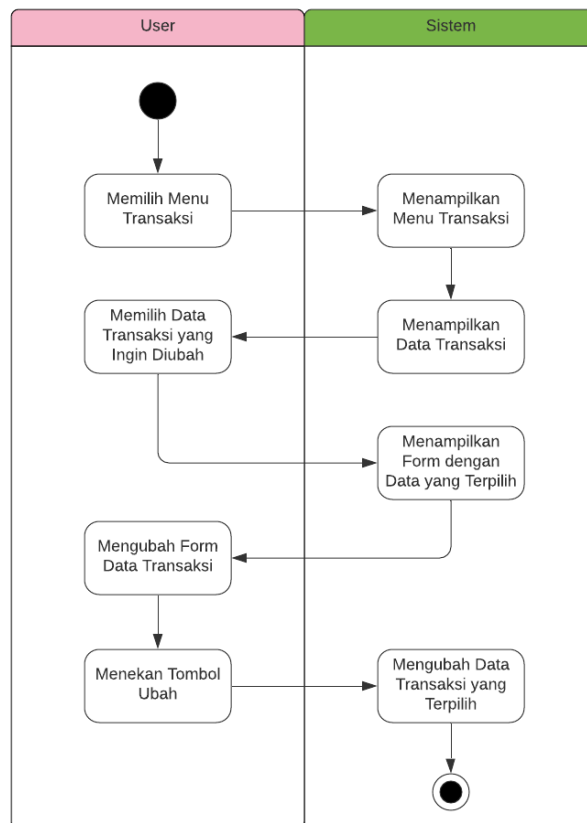 User
Sistem
Memilih Menu
Transaksi
Menampilkan
Menu Transaksi
Memilih Data
Transaksi yang
Ingin Diubah
Menampilkan
Data Transaksi
Menampilkan
Form dengan
Data yang Terpilih
Mengubah Form
Data Transaksi
Menekan Tombol
Ubah
Mengubah Data
Transaksi yang
Terpilih